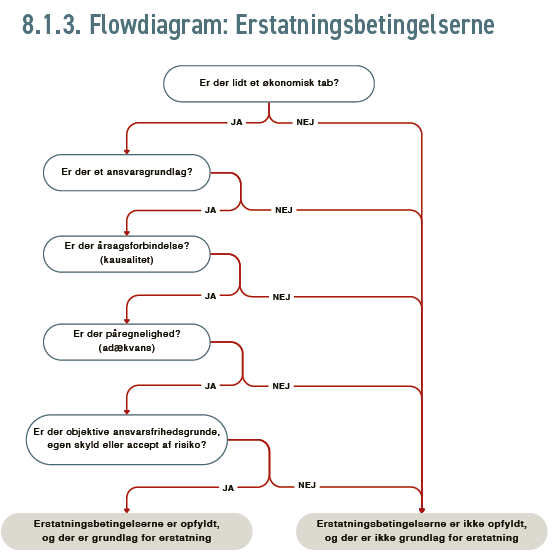 8.1.3. Flowdiagram: Erstatningsbetingelserne
Er der lidt et økonomisk tab?
JA
NEJ
Er der et ansvarsgrundlag?
JA
NEJ
Er der årsagsforbindelse?
(kausalitet)
JA
NEJ
Er der påregnelighed?
(adækvans)
JA
NEJ
Er der objektive ansvarsfrihedsgrunde,
egen skyld eller accept af risiko?
JA
NEJ
Erstatningsbetingelserne er opfyldt,
og der er grundlag for erstatning
Erstatningsbetingelserne er ikke opfyldt,
og der er ikke grundlag for erstatning